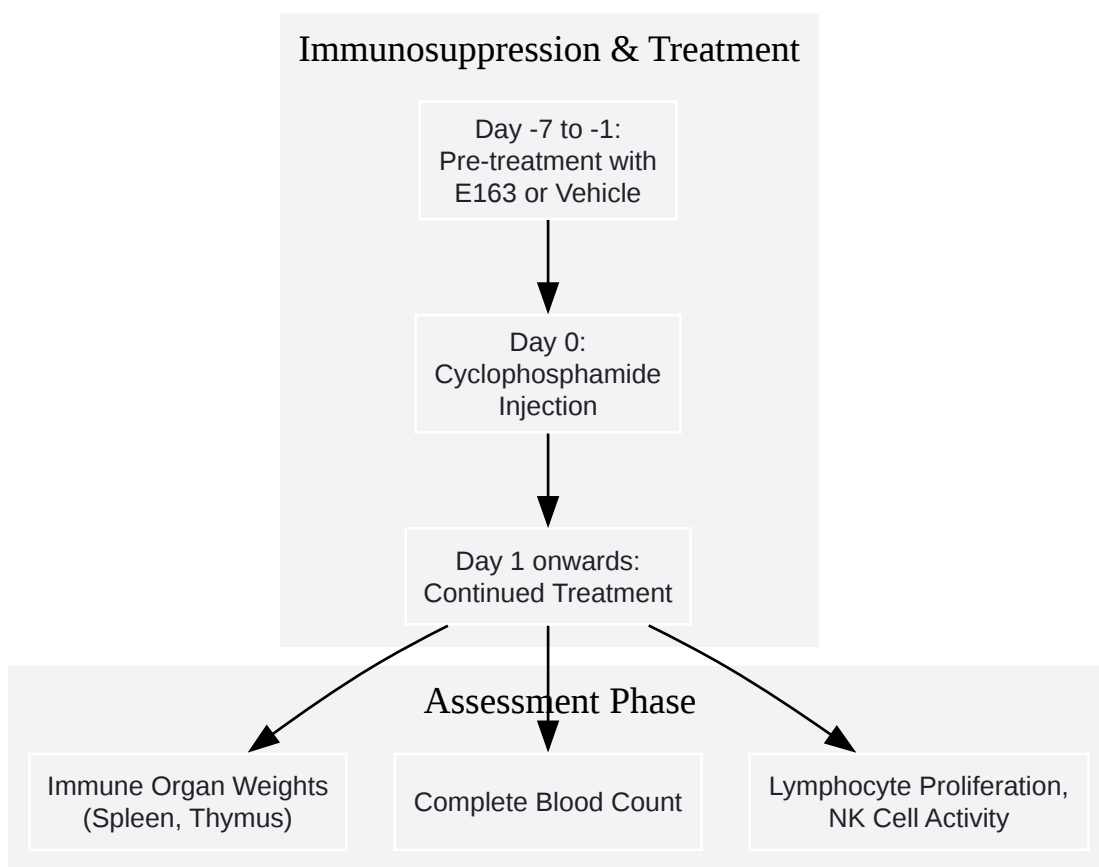 Immunosuppression & Treatment
Day -7 to -1:
Pre-treatment with
E163 or Vehicle
Day 0:
Cyclophosphamide
Injection
Day 1 onwards:
Continued Treatment
Assessment Phase
Immune Organ Weights
(Spleen, Thymus)
Complete Blood Count
Lymphocyte Proliferation,
NK Cell Activity